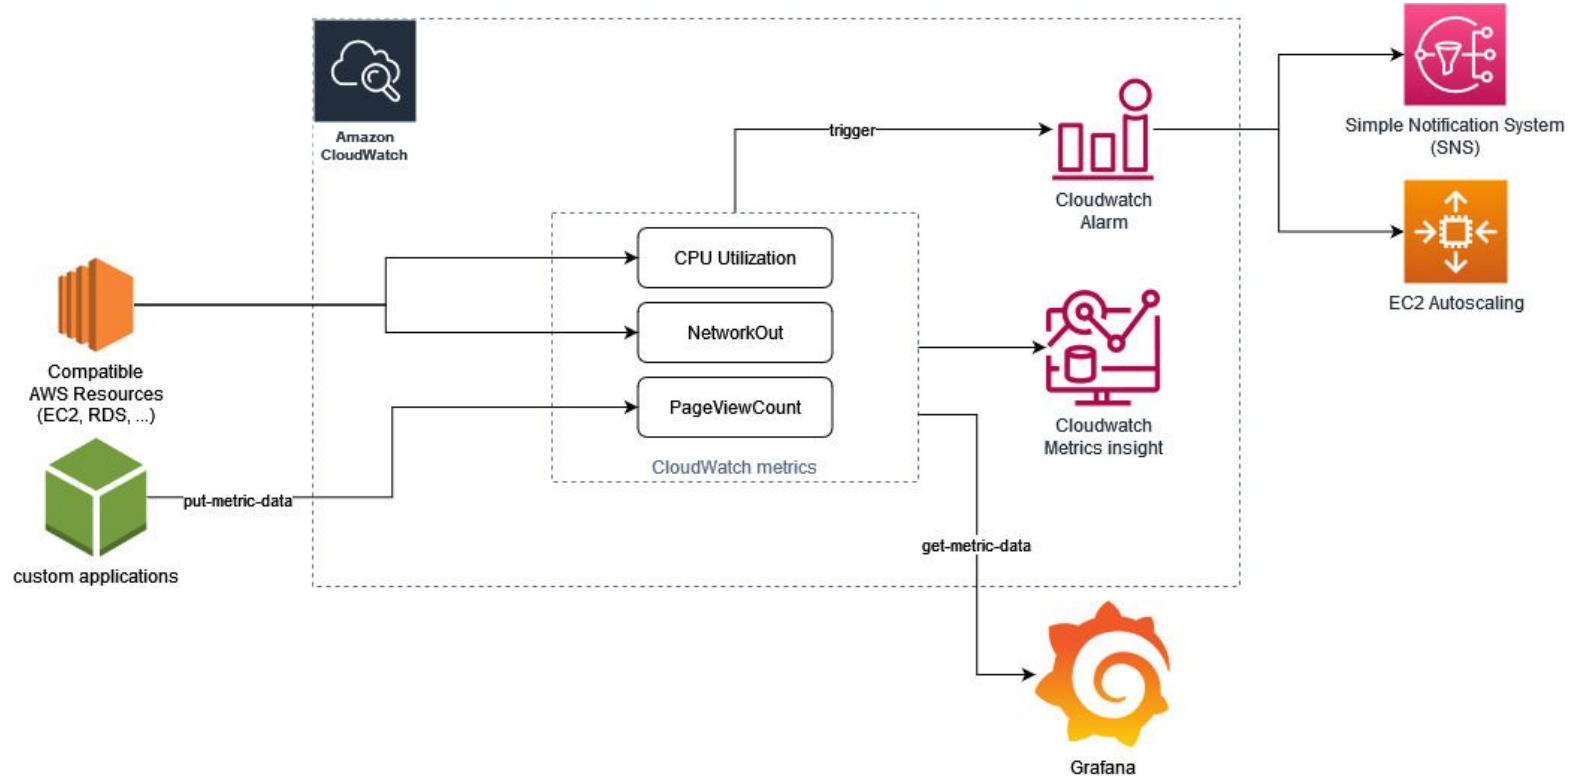 Amazon
CloudWatch
trigger
Simple Notification System
(SNS)
Cloudwatch
Alarm
CPU Utilization
EC2 Autoscaling
NetworkOut
Compatible
AWS Resources
(EC2, RDS, ...)
PageViewCount
Cloudwatch
Metrics insight
CloudWatch metrics
put-metric-data
get-metric-data
custom applications
Grafana